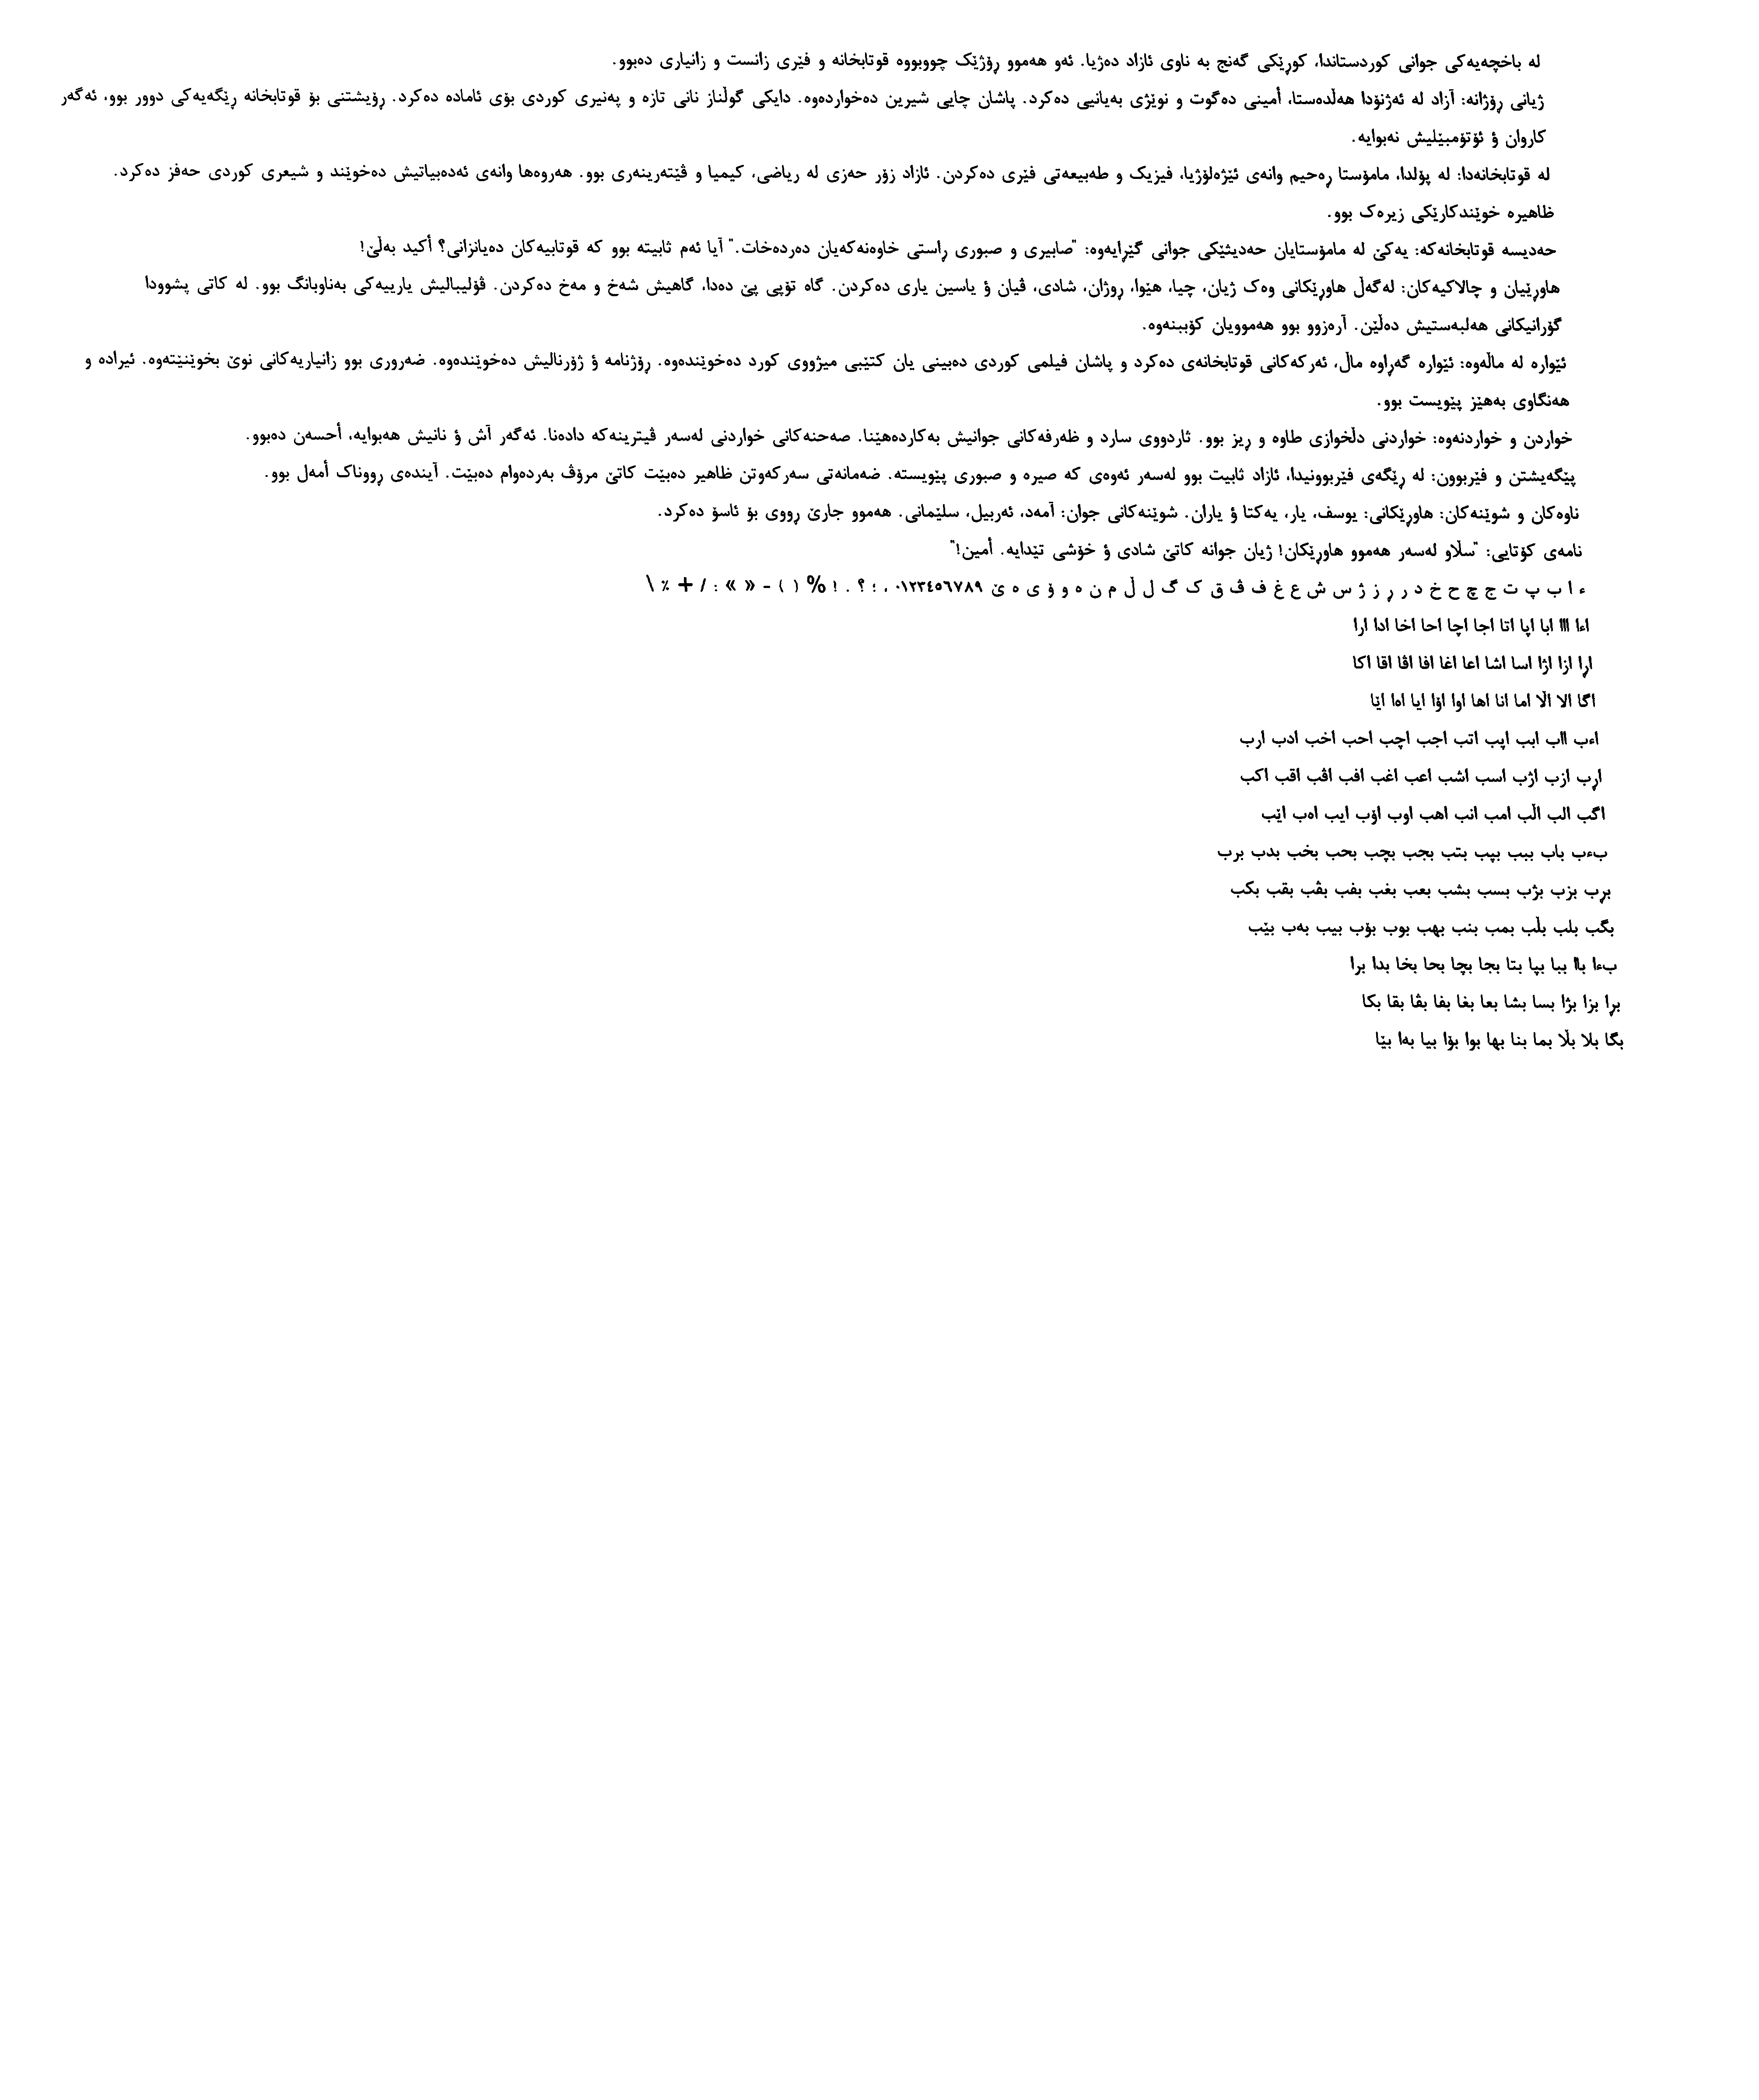 لە باخچەیەکی جوانی کوردستاندا، کوڕێکی گەنج بە ناوی ئازاد دەژیا. ئەو هەموو ڕۆژێک چووبووە قوتابخانە و فێری زانست و زانیاری دەبوو.
ژیانی ڕۆژانە: آزاد لە ئەژنۆدا هەڵدەستا، أمینی دەگوت و نوێژی بەیانیی دەکرد. پاشان چایی شیرین دەخواردەوە. دایکی گوڵناز نانی تازە و پەنیری کوردی بۆی ئامادە دەکرد. ڕۆیشتنی بۆ قوتابخانە ڕێگەیەکی دوور بوو، ئەگەر
کاروان ؤ ئۆتۆمبێلیش نەبوایە.
لە قوتابخانەدا: لە پۆلدا، مامۆستا ڕەحیم وانەی ئێژەلۆژیا، فیزیک و طەبیعەتی فێری دەکردن. ئازاد زۆر حەزی لە ریاضی، کیمیا و ڤێتەرینەری بوو. هەروەها وانەی ئەدەبیاتیش دەخوێند و شیعری کوردی حەفز دەکرد.
ظاهیرە خوێندکارێکی زیرەک بوو.
حەدیسە قوتابخانەکە: یەکێ لە مامۆستایان حەدیثێکی جوانی گێڕایەوە: "صابیری و صبوری ڕاستی خاوەنەکەیان دەردەخات." آیا ئەم ثابیتە بوو کە قوتابیەکان دەیانزانی؟ أکید بەڵێ!
هاوڕێیان و چالاکیەکان: لەگەڵ هاوڕێکانی وەک ژیان، چیا، هێوا، ڕوژان، شادی، ڤیان ؤ یاسین یاری دەکردن. گاە تۆپی پێ دەدا، گاهیش شەخ و مەخ دەکردن. ڤۆلیبالیش یارییەکی بەناوبانگ بوو. لە کاتی پشوودا
گۆرانیکانی هەلبەستیش دەڵێن. آرەزوو بوو هەموویان کۆببنەوە.
ئێوارە لە ماڵەوە: ئێوارە گەڕاوە ماڵ، ئەرکەکانی قوتابخانەی دەکرد و پاشان فیلمی کوردی دەبینی یان کتێبی میژووی کورد دەخوێندەوە. ڕۆژنامە ؤ ژۆرنالیش دەخوێندەوە. ضەروری بوو زانیاریەکانی نوێ بخوێنێتەوە. ئیرادە و
هەنگاوی بەهێز پێویست بوو.
خواردن و خواردنەوە: خواردنی دڵخوازی طاوە و ڕیز بوو. ثاردووی سارد و ظەرفەکانی جوانیش بەکاردەهێنا. صەحنەکانی خواردنی لەسەر ڤیترینەکە دادەنا. ئەگەر آش ؤ نانیش هەبوایە، أحسەن دەبوو.
پێگەیشتن و فێربوون: لە ڕێگەی فێربوونیدا، ئازاد ثابیت بوو لەسەر ئەوەی کە صیرە و صبوری پێویستە. ضەمانەتی سەرکەوتن ظاهیر دەبێت کاتێ مرۆڤ بەردەوام دەبێت. آیندەی ڕووناک أمەل بوو.
ناوەکان و شوێنەکان: هاوڕێکانی: یوسف، یار، یەکتا ؤ یاران. شوێنەکانی جوان: آمەد، ئەربیل، سلێمانی. هەموو جارێ ڕووی بۆ ئاسۆ دەکرد.
نامەی کۆتایی: "سڵاو لەسەر هەموو هاوڕێکان! ژیان جوانە کاتێ شادی ؤ خۆشی تێدایە. أمین!"
ء ا ب پ ت ج چ ح خ د ر ڕ ز ژ س ش ع غ ف ڤ ق ک گ ل ڵ م ن ه و ۆ ی ە ێ ٠١٢٣٤٥٦٧٨٩ ، ؛ ؟ . ! % ( ) - « » : / + ٪ \
اءا ااا ابا اپا اتا اجا اچا احا اخا ادا ارا
اڕا ازا اژا اسا اشا اعا اغا افا اڤا اقا اکا
اگا الا اڵا اما انا اها اوا اۆا ایا اەا اێا
اءب ااب ابب اپب اتب اجب اچب احب اخب ادب ارب
اڕب ازب اژب اسب اشب اعب اغب افب اڤب اقب اکب
اگب الب اڵب امب انب اهب اوب اۆب ایب اەب اێب
بءب باب ببب بپب بتب بجب بچب بحب بخب بدب برب
بڕب بزب بژب بسب بشب بعب بغب بفب بڤب بقب بکب
بگب بلب بڵب بمب بنب بهب بوب بۆب بیب بەب بێب
بءا باا ببا بپا بتا بجا بچا بحا بخا بدا برا
بڕا بزا بژا بسا بشا بعا بغا بفا بڤا بقا بکا
بگا بلا بڵا بما بنا بها بوا بۆا بیا بەا بێا